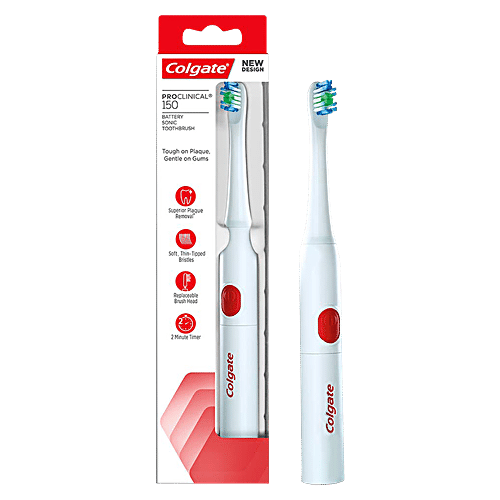 Colgate®
NEW
DESIGN
PROCLINICAL®
150
BATTERY
SONIC
TOOTHBRUSH
Tough on Plaque,
Gentle on Gums
Superior Plaque
Removal
Soft, Thin-Tipped
Bristles
Replaceable
Brush Head
2
2 Minute Timer
Colgate
Colgate